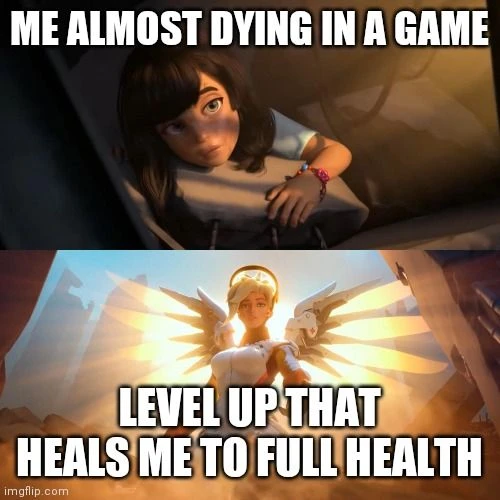 ME ALMOST DYING IN A GAME
LEVEL UP THAT
HEALS ME TO FULL HEALTH
imgflip.com